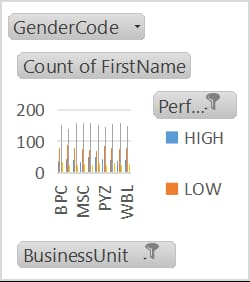 GenderCode
Count of FirstName
Perf...
200
100
0
HIGH
LOW
BPC
MSC
PYZ
WBL
BusinessUnit